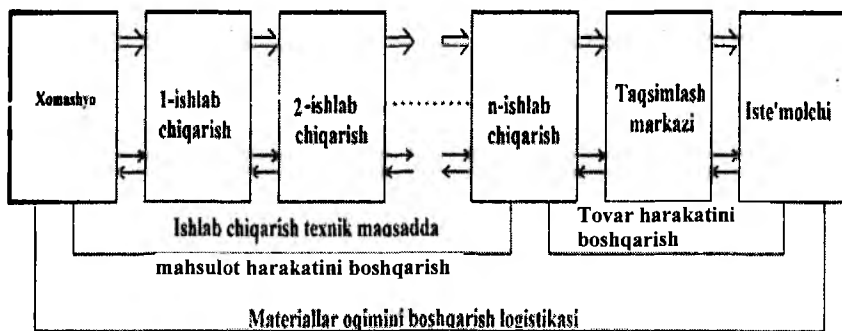 Xomashyo
1-ishlab
chiqarish
2-ishlab
chiqarish
n-ishlab
chiqarish
Taqsimlash
markazi
Iste'molchi
Ishlab chiqarish texnik maqsadda
mahsulot harakatini boshqarish
Tovar harakatini
boshqarish
Materiallar oqimini boshqarish logistikasi